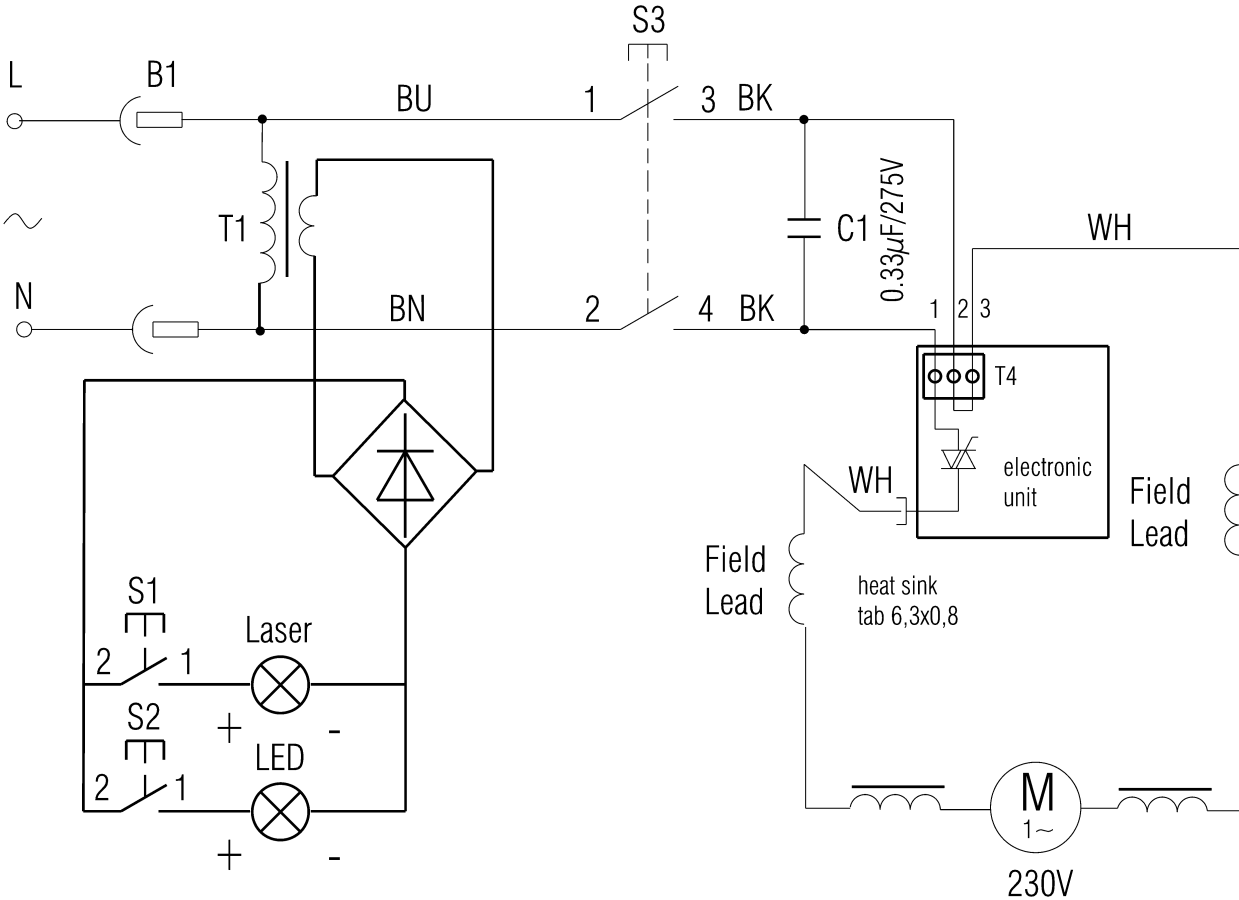 S3
L
B1
BU
1
3
BK
T1
C1
0.33µF/275V
WH
N
BN
2
4
BK
1
2
3
T4
electronic
unit
WH
Field
Lead
Field
Lead
heat sink
tab 6,3x0,8
S1
Laser
2
1
+
-
S2
LED
2
1
+
-
M
1~
230V